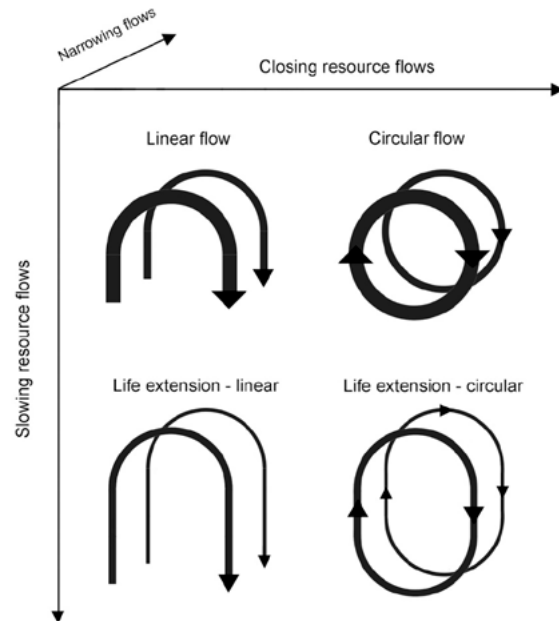 Narrowing flows
Closing resource flows
Linear flow
Circular flow
Slowing resource flows
Life extension - linear
Life extension - circular